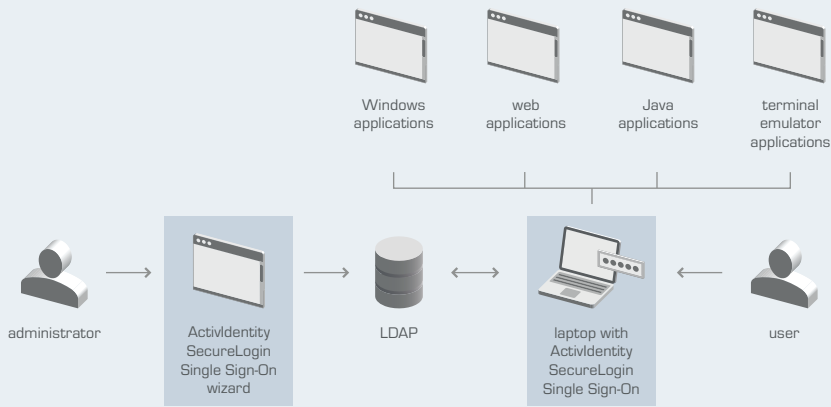 Windows
applications
web
applications
Java
applications
terminal
emulator
applications
administrator
ActivIdentity
SecureLogin
Single Sign-On
wizard
LDAP
laptop with
ActivIdentity
SecureLogin
Single Sign-On
user